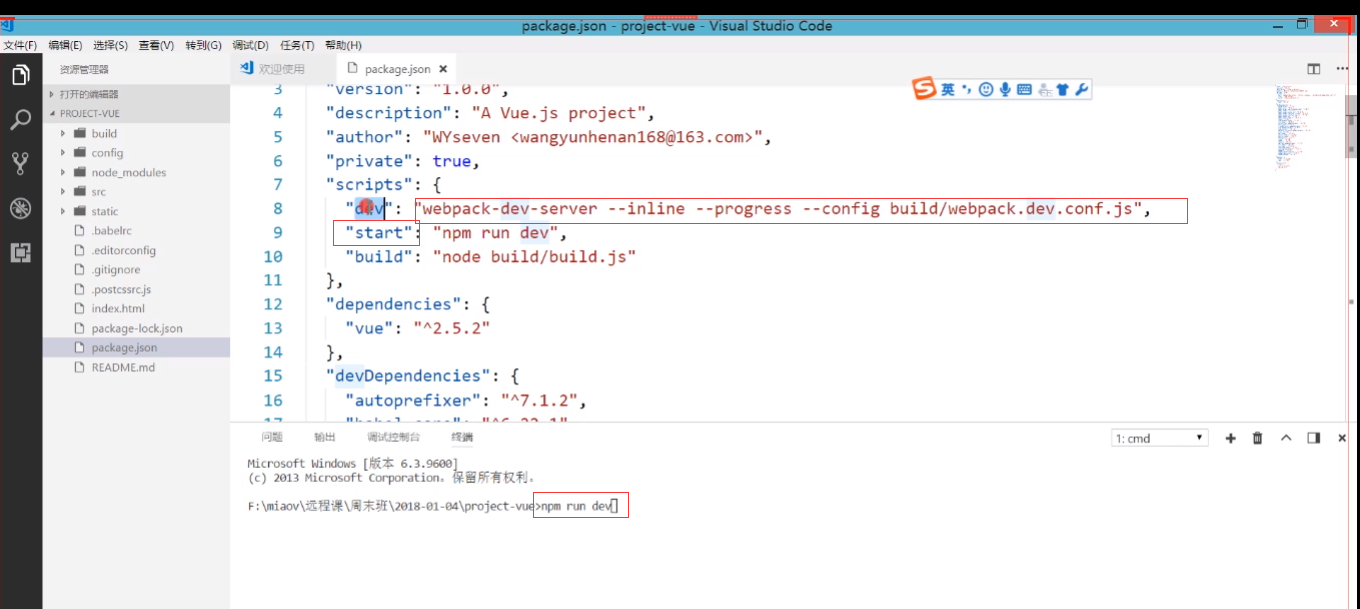 package.json - project-vue - Visual Studio Code
文件(F) 编辑(E) 选择(S) 查看(V) 转到(G) 调试(D) 任务(T) 帮助(H)
资源管理器
打开的编辑器
PROJECT-VUE
build
config
node_modules
src
static
.babelrc
.editorconfig
.gitignore
.postcssrc.js
index.html
package-lock.json
package.json
README.md
欢迎使用 package.json
英
3 "version": "1.0.0",
4 "description": "A Vue.js project",
5 "author": "WYseven <wangyunhenan168@163.com>",
6 "private": true,
7 "scripts": {
8 "dev": "webpack-dev-server --inline --progress --config build/webpack.dev.conf.js",
9 "start": "npm run dev",
10 "build": "node build/build.js"
11 },
12 "dependencies": {
13 "vue": "^2.5.2"
14 },
15 "devDependencies": {
16 "autoprefixer": "^7.1.2",
问题 输出 调试控制台 终端
1: cmd
Microsoft Windows [版本 6.3.9600]
(c) 2013 Microsoft Corporation。保留所有权利。
F:\miaov\远程课\周末班\2018-01-04\project-vue>npm run dev